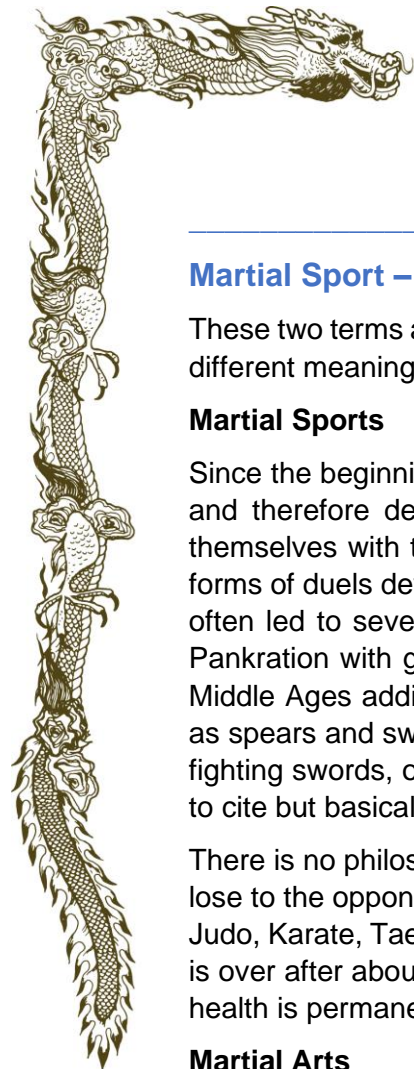 Martial Sport –
These two terms a
different meaning
Martial Sports
Since the beginni
and therefore de
themselves with t
forms of duels de
often led to seve
Pankration with g
Middle Ages addi
as spears and sw
fighting swords, o
to cite but basical
There is no philos
lose to the oppon
Judo, Karate, Tae
is over after abou
health is permane
Martial Arts